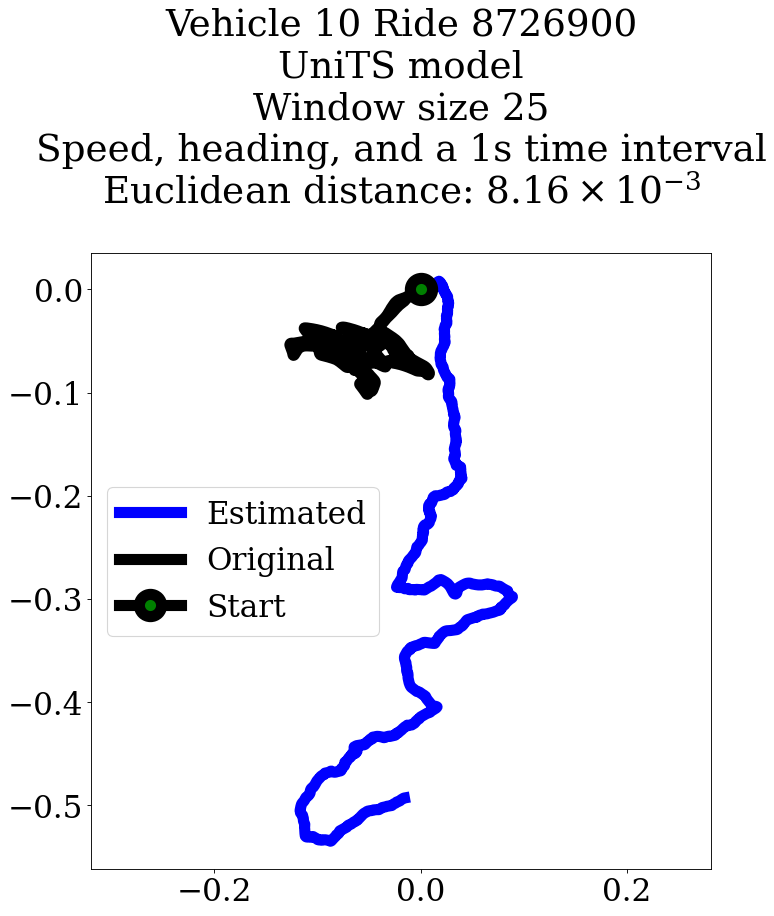 Vehicle 10 Ride 8726900
UniTS model
Window size 25
Speed, heading, and a 1s time interval
Euclidean distance: 8.16 × 10⁻³
0.0
−0.1
−0.2
−0.3
−0.4
−0.5
Estimated
Original
Start
−0.2 0.0 0.2